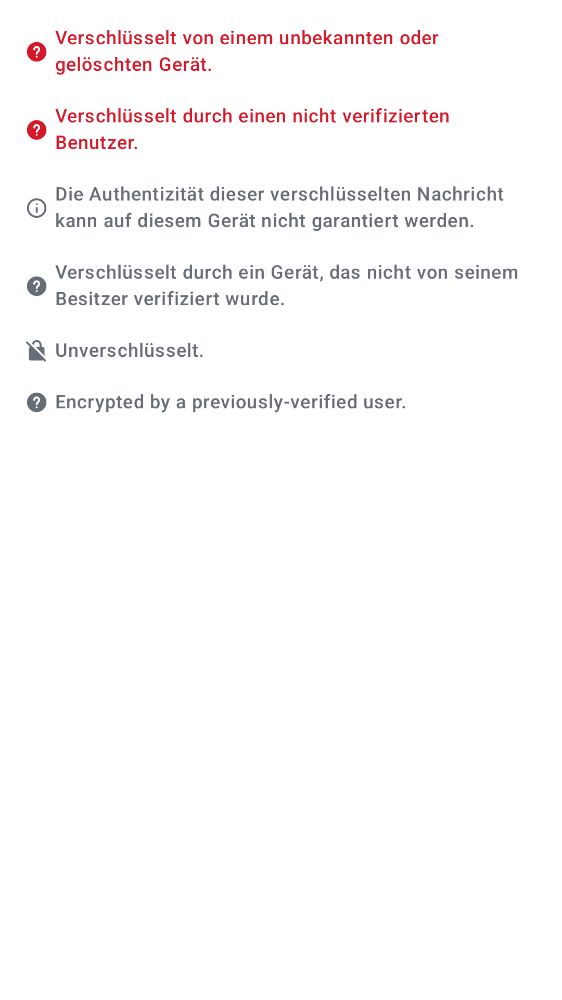 Verschlüsselt von einem unbekannten oder
gelöschten Gerät.
Verschlüsselt durch einen nicht verifizierten
Benutzer.
Die Authentizität dieser verschlüsselten Nachricht
kann auf diesem Gerät nicht garantiert werden.
Verschlüsselt durch ein Gerät, das nicht von seinem
Besitzer verifiziert wurde.
Unverschlüsselt.
Encrypted by a previously-verified user.